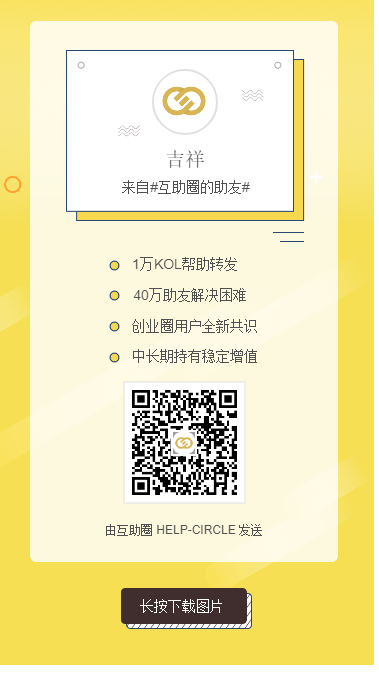 吉祥
来自#互助圈的助友#
1万KOL帮助转发
40万助友解决困难
创业圈用户全新共识
中长期持有稳定增值
由互助圈 HELP-CIRCLE 发送
长按下载图片